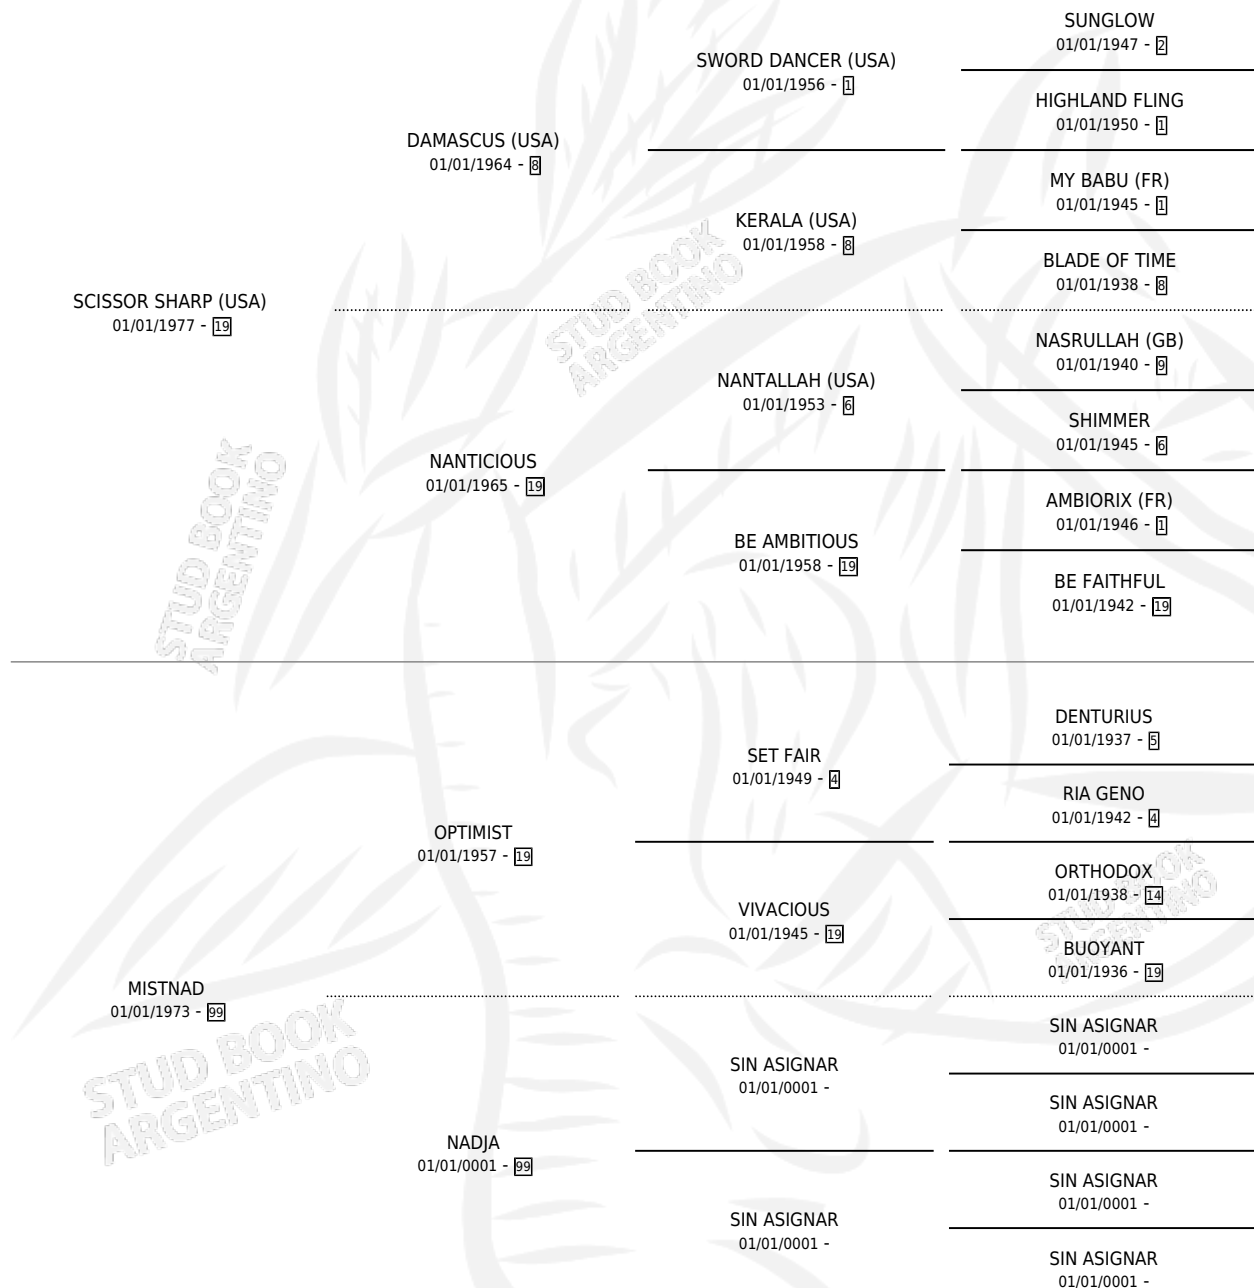 SUNGLOW
01/01/1947 - 2
SWORD DANCER (USA)
01/01/1956 - 1
HIGHLAND FLING
01/01/1950 - 1
DAMASCUS (USA)
01/01/1964 - 8
MY BABU (FR)
01/01/1945 - 1
KERALA (USA)
01/01/1958 - 8
BLADE OF TIME
01/01/1938 - 8
SCISSOR SHARP (USA)
01/01/1977 - 19
STUD BOOK
ARGENTINO
NASRULLAH (GB)
01/01/1940 - 9
NANTALLAH (USA)
01/01/1953 - 6
SHIMMER
01/01/1945 - 6
NANTICIOUS
01/01/1965 - 19
AMBIORIX (FR)
01/01/1946 - 1
BE AMBITIOUS
01/01/1958 - 19
BE FAITHFUL
01/01/1942 - 19
STUD BOOK
ARGENTINO
DENTURIUS
01/01/1937 - 5
SET FAIR
01/01/1949 - 4
RIA GENO
01/01/1942 - 4
OPTIMIST
01/01/1957 - 19
ORTHODOX
01/01/1938 - 14
VIVACIOUS
01/01/1945 - 19
STUD BOOK
ARGENTINO
BUOYANT
01/01/1936 - 19
MISTNAD
01/01/1973 - 99
STUD BOOK
ARGENTINO
SIN ASIGNAR
01/01/0001 -
SIN ASIGNAR
01/01/0001 -
SIN ASIGNAR
01/01/0001 -
NADJA
01/01/0001 - 99
SIN ASIGNAR
01/01/0001 -
SIN ASIGNAR
01/01/0001 -
SIN ASIGNAR
01/01/0001 -